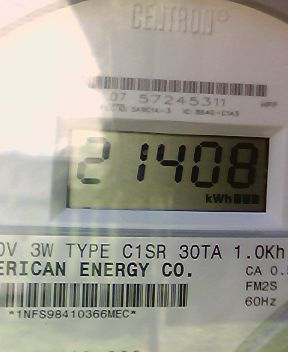 CENTRON®
07 57245311
21408
kWh
0V 3W TYPE C1SR 30TA 1.0Kh
ERICAN ENERGY CO.
CA 0.5
FM2S
60Hz
*1NFS98410366MEC*